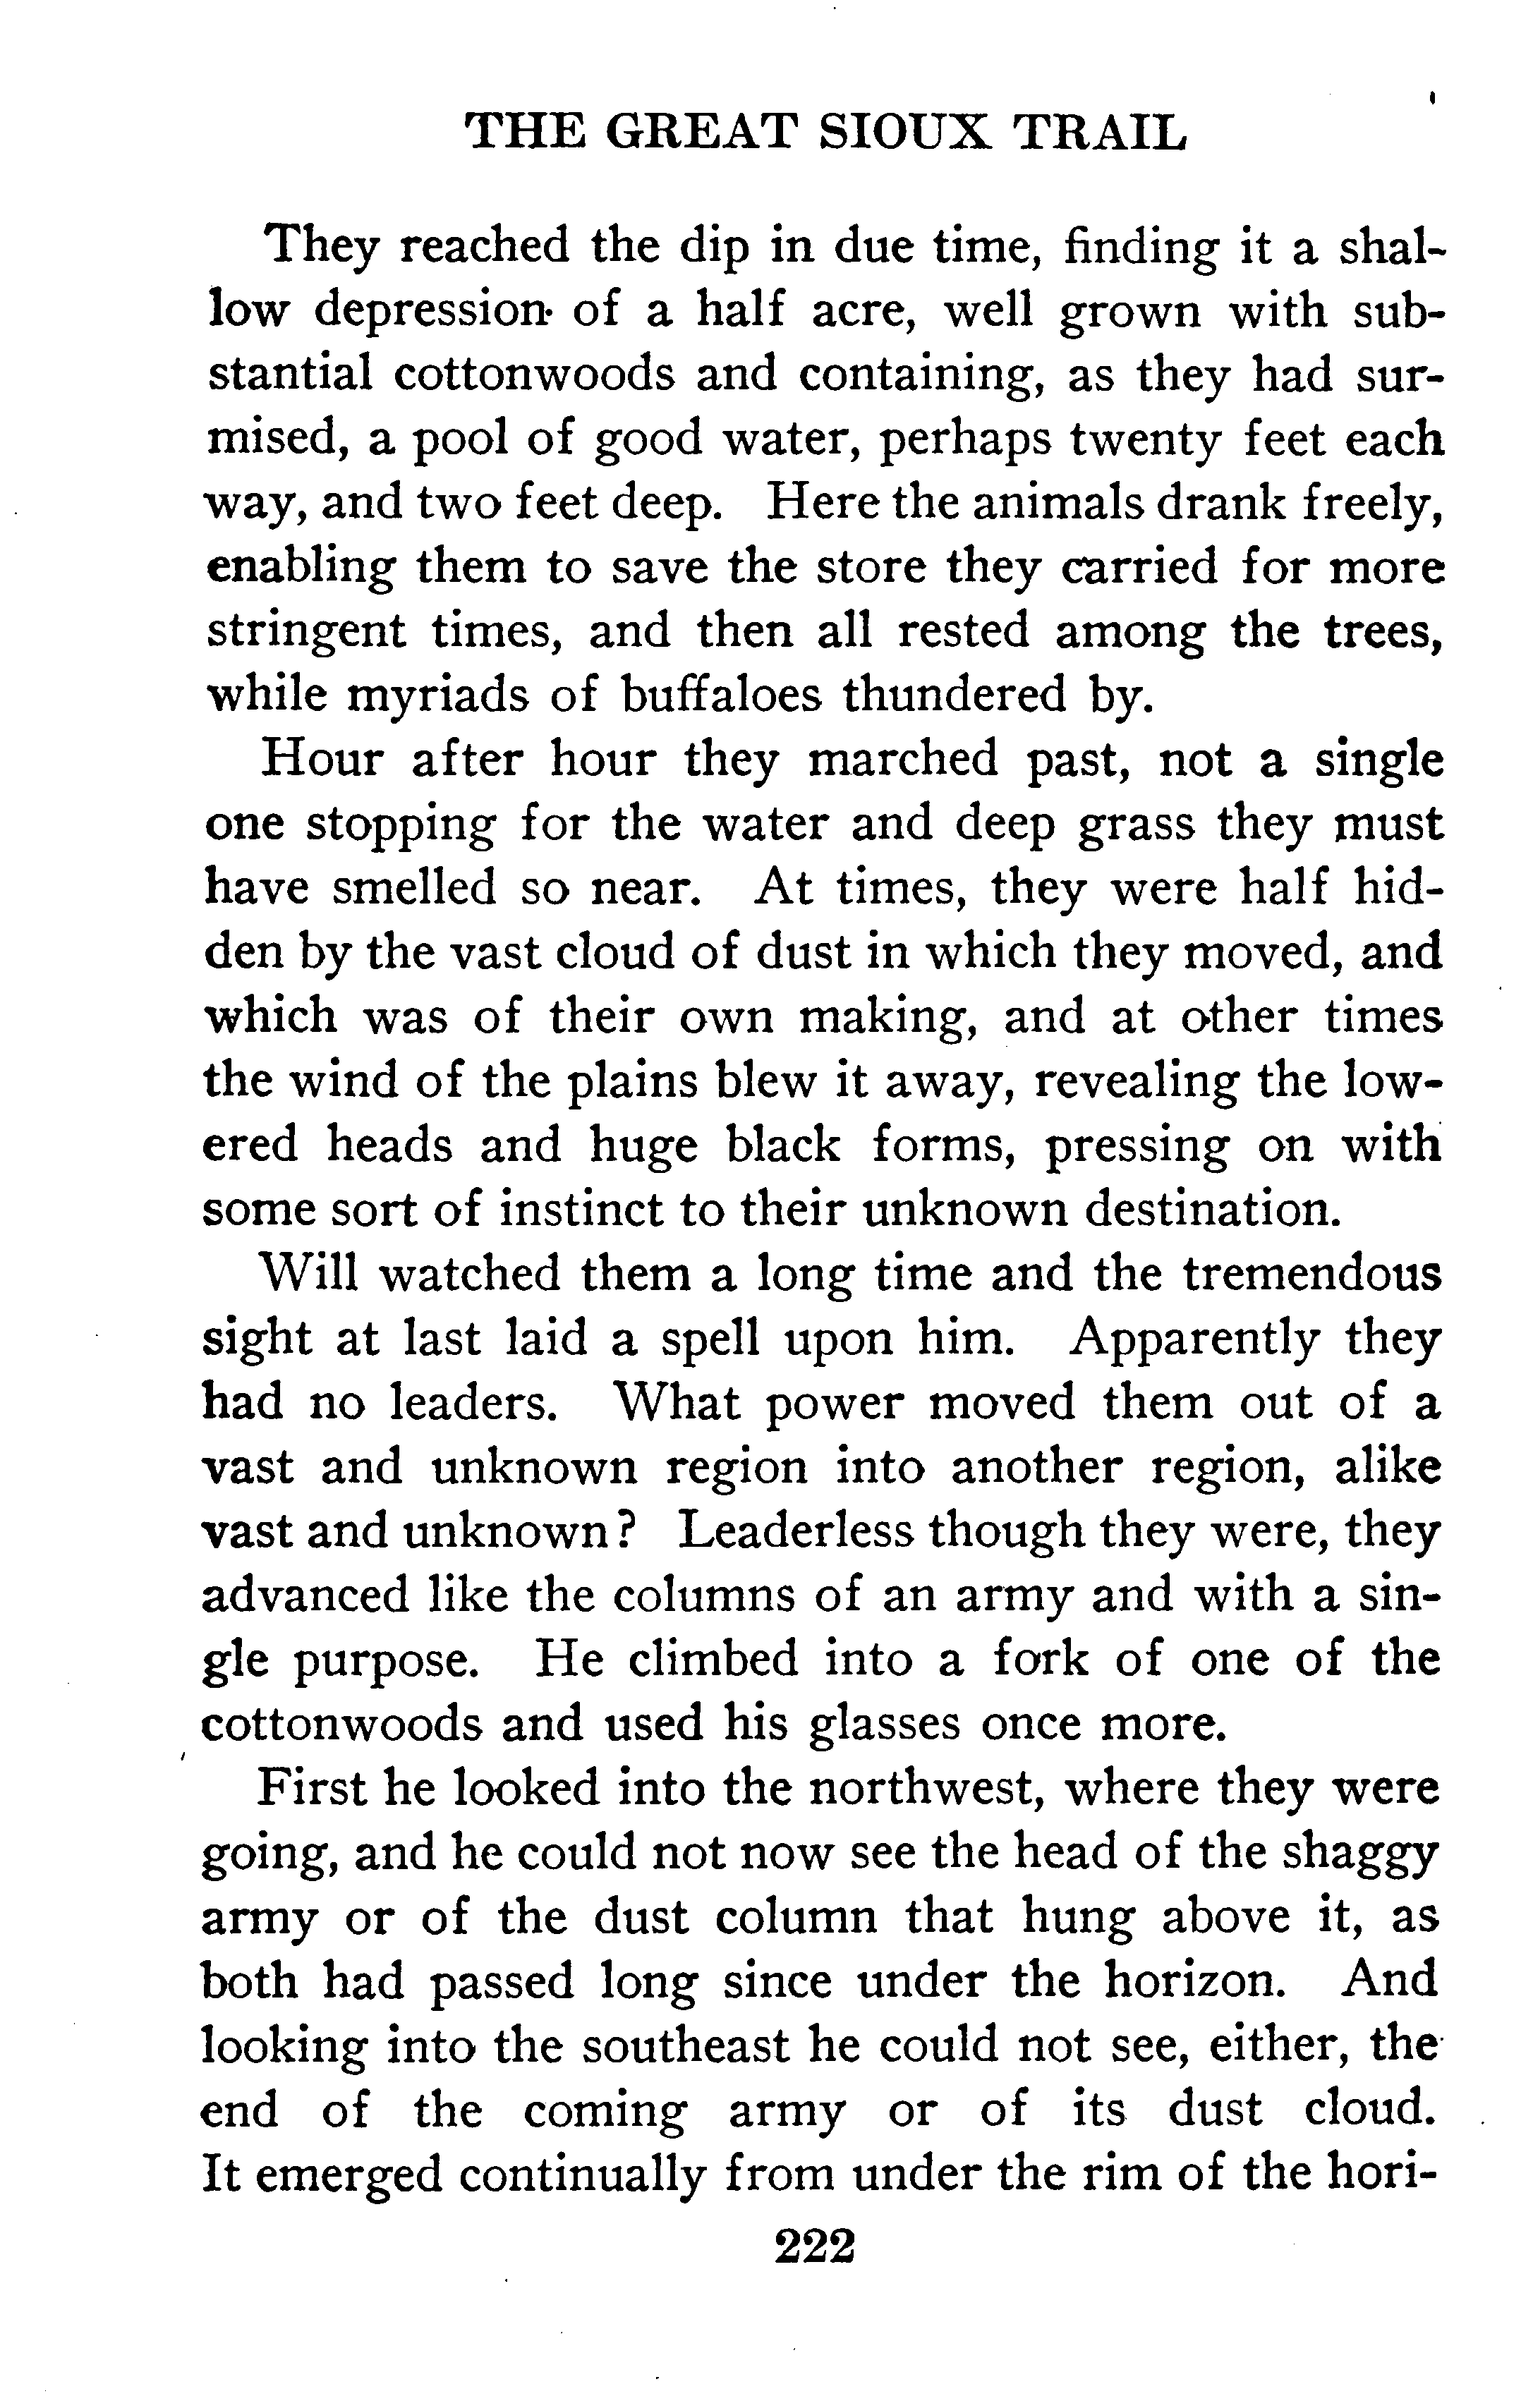 THE GREAT SIOUX TRAIL
They reached the dip in due time, finding it a shal-
low depression of a half acre, well grown with sub-
stantial cottonwoods and containing, as they had sur-
mised, a pool of good water, perhaps twenty feet each
way, and two feet deep. Here the animals drank freely,
enabling them to save the store they carried for more
stringent times, and then all rested among the trees,
while myriads of buffaloes thundered by.
Hour after hour they marched past, not a single
one stopping for the water and deep grass they must
have smelled so near. At times, they were half hid-
den by the vast cloud of dust in which they moved, and
which was of their own making, and at other times
the wind of the plains blew it away, revealing the low-
ered heads and huge black forms, pressing on with
some sort of instinct to their unknown destination.
Will watched them a long time and the tremendous
sight at last laid a spell upon him. Apparently they
had no leaders. What power moved them out of a
vast and unknown region into another region, alike
vast and unknown? Leaderless though they were, they
advanced like the columns of an army and with a sin-
gle purpose. He climbed into a fork of one of the
cottonwoods and used his glasses once more.
First he looked into the northwest, where they were
going, and he could not now see the head of the shaggy
army or of the dust column that hung above it, as
both had passed long since under the horizon. And
looking into the southeast he could not see, either, the
end of the coming army or of its dust cloud.
It emerged continually from under the rim of the hori-
222